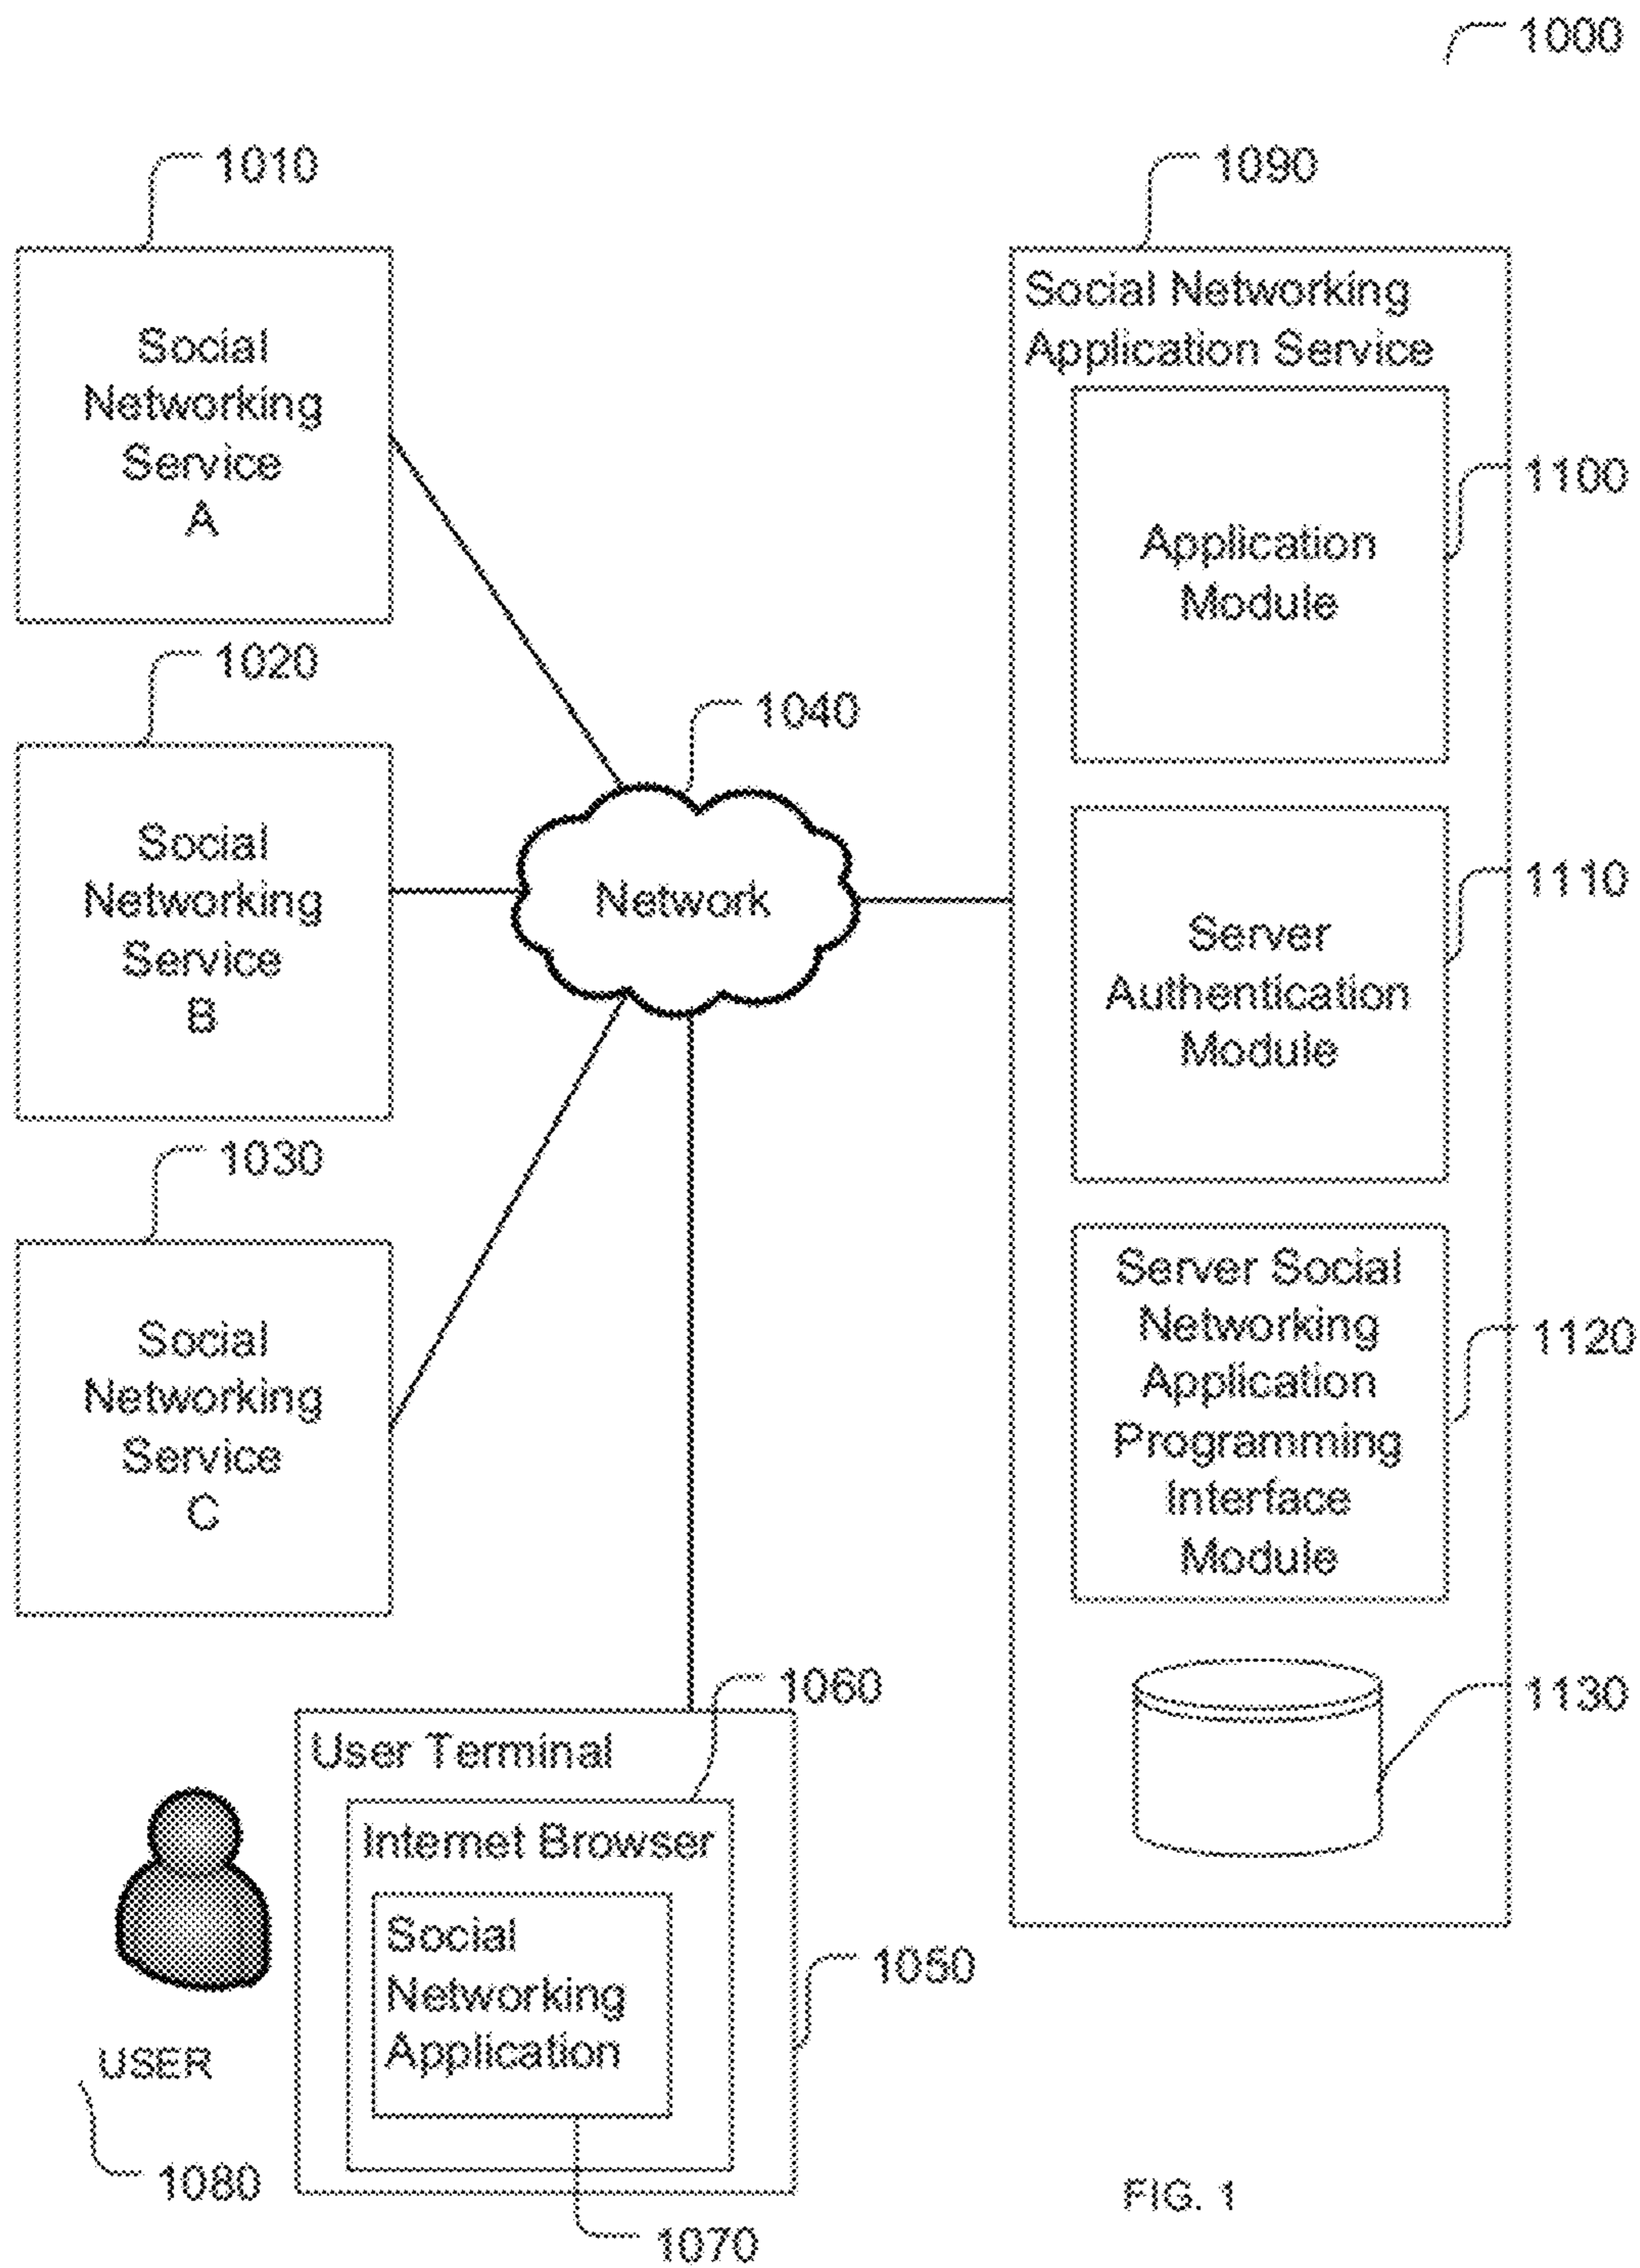 1000
1010
Social
Networking
Service
A
1020
Social
Networking
Service
B
1030
Social
Networking
Service
C
1040
Network
1090
Social Networking
Application Service
Application
Module
1100
Server
Authentication
Module
1110
Server Social
Networking
Application
Programming
Interface
Module
1120
1130
1060
User Terminal
Internet Browser
Social
Networking
Application
1050
USER
1080
1070
FIG. 1